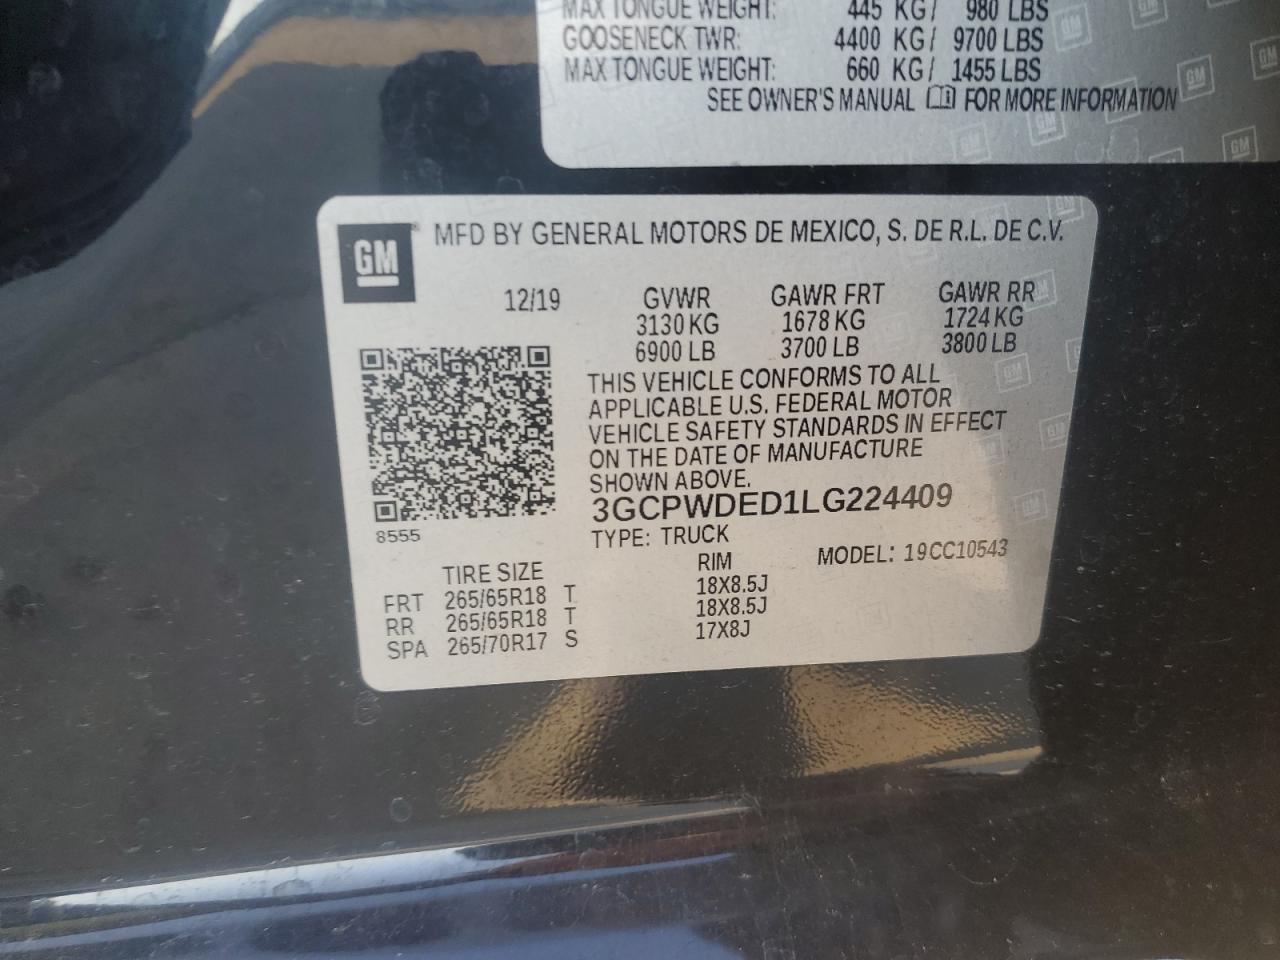 MAX TONGUE WEIGHT: 445 KG/ 980 LBS
GOOSENECK TWR: 4400 KG/ 9700 LBS
MAX TONGUE WEIGHT: 660 KG/ 1455 LBS
SEE OWNER'S MANUAL FOR MORE INFORMATION
GM® MFD BY GENERAL MOTORS DE MEXICO, S. DE R.L. DE C.V.
12/19 GVWR GAWR FRT GAWR RR
3130 KG 1678 KG 1724 KG
6900 LB 3700 LB 3800 LB
THIS VEHICLE CONFORMS TO ALL
APPLICABLE U.S. FEDERAL MOTOR
VEHICLE SAFETY STANDARDS IN EFFECT
ON THE DATE OF MANUFACTURE
SHOWN ABOVE.
3GCPWDED1LG224409
8555
TYPE: TRUCK
MODEL: 19CC10543
TIRE SIZE RIM
FRT 265/65R18 T 18X8.5J
RR 265/65R18 T 18X8.5J
SPA 265/70R17 S 17X8J